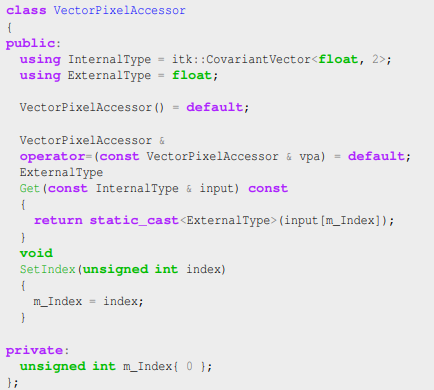 class VectorPixelAccessor
{
public:
  using InternalType = itk::CovariantVector<float, 2>;
  using ExternalType = float;

  VectorPixelAccessor() = default;

  VectorPixelAccessor &
  operator=(const VectorPixelAccessor & vpa) = default;
  ExternalType
  Get(const InternalType & input) const
  {
    return static_cast<ExternalType>(input[m_Index]);
  }
  void
  SetIndex(unsigned int index)
  {
    m_Index = index;
  }

private:
  unsigned int m_Index{ 0 };
};